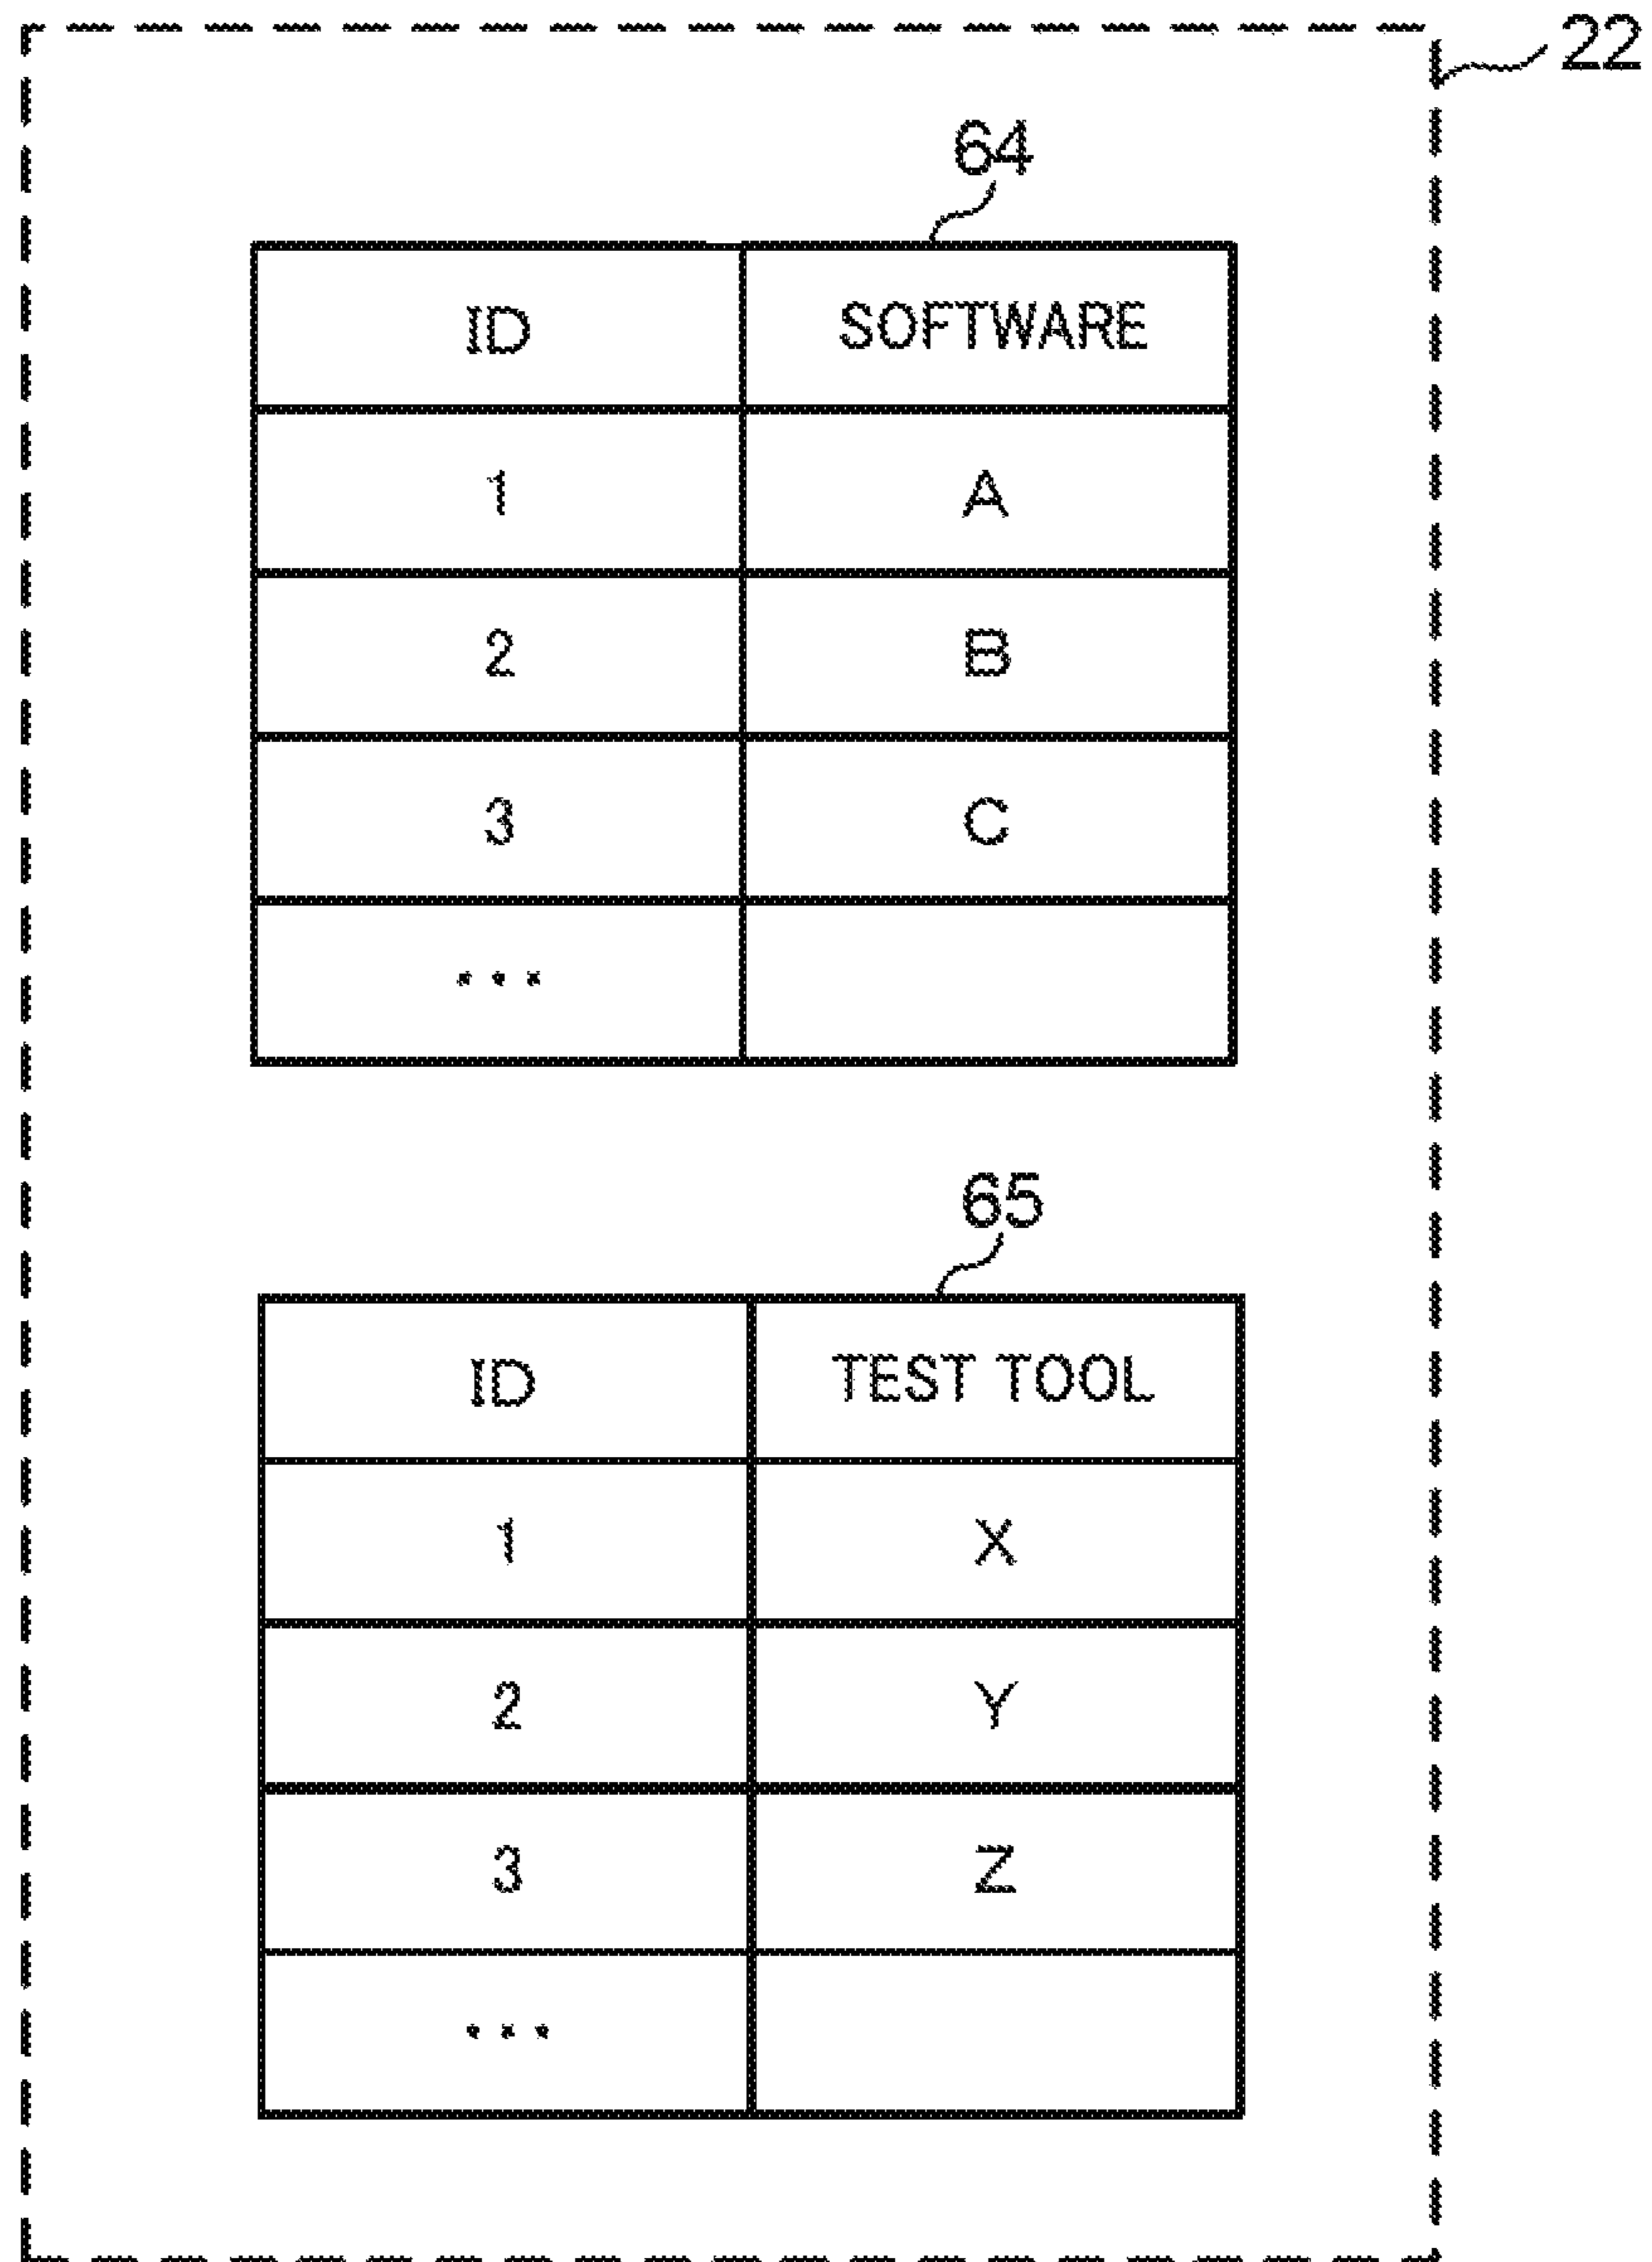 22
64
ID SOFTWARE
1 A
2 B
3 C
...
65
ID TEST TOOL
1 X
2 Y
3 Z
...